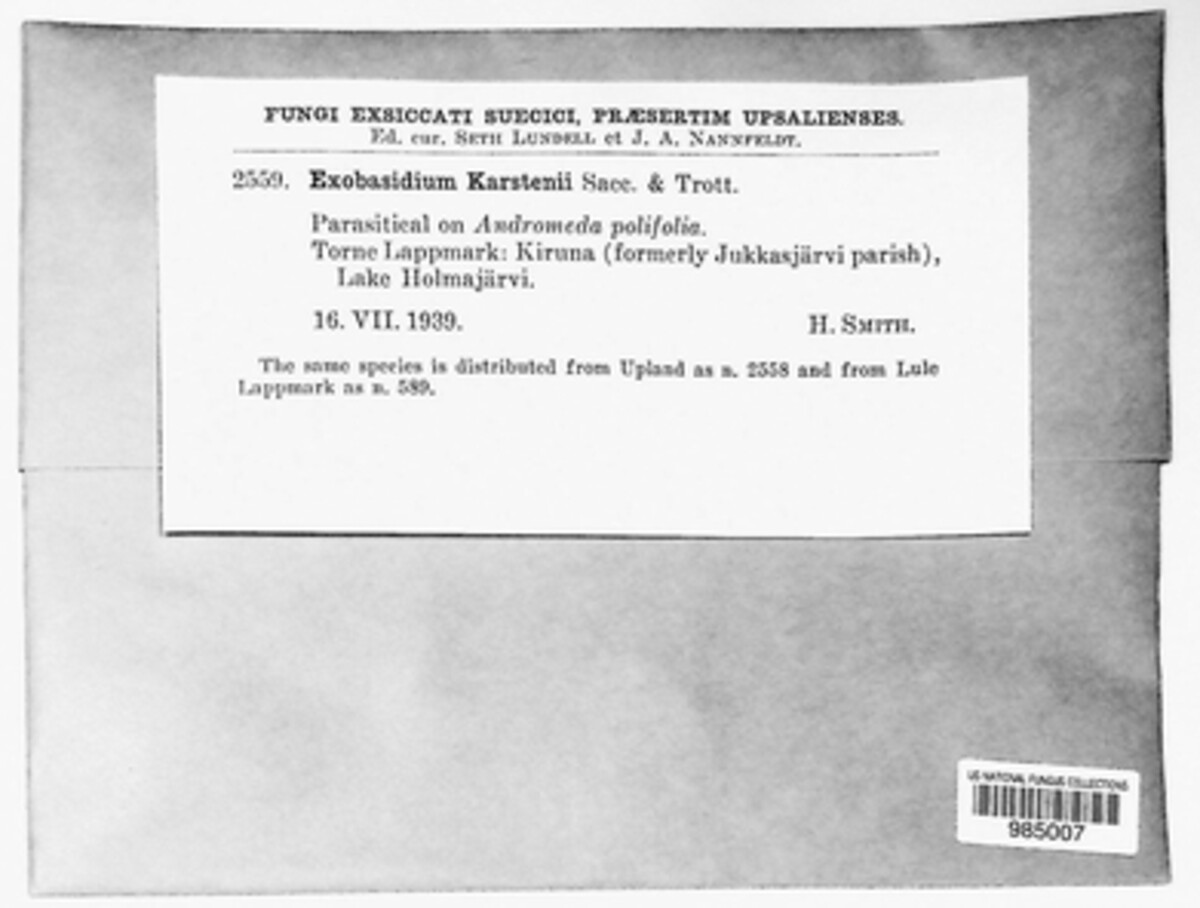 FUNGI EXSICCATI SUECICI, PRÆSERTIM UPSALIENSES.
Ed. cur. SETH LUNDELL et J. A. NANNFELDT.
2559. Exobasidium Karstenii Sacc. & Trott.
Parasitical on Andromeda polifolia.
Torne Lappmark: Kiruna (formerly Jukkasjärvi parish),
Lake Holmajärvi.
16. VII. 1939. H. SMITH.
The same species is distributed from Upland as n. 2558 and from Lule
Lappmark as n. 589.
US NATIONAL FUNGUS COLLECTIONS
985007